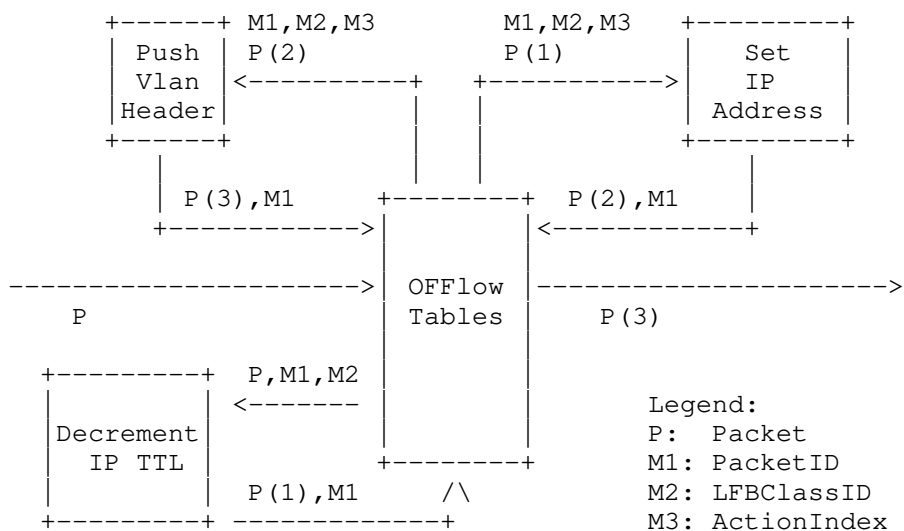 M1,M2,M3 M1,M2,M3
Push P(2) P(1) Set
Vlan IP
Header Address
P(3),M1 P(2),M1
OFFlow
P Tables P(3)
P,M1,M2
Legend:
Decrement P: Packet
IP TTL M1: PacketID
P(1),M1 M2: LFBClassID
M3: ActionIndex